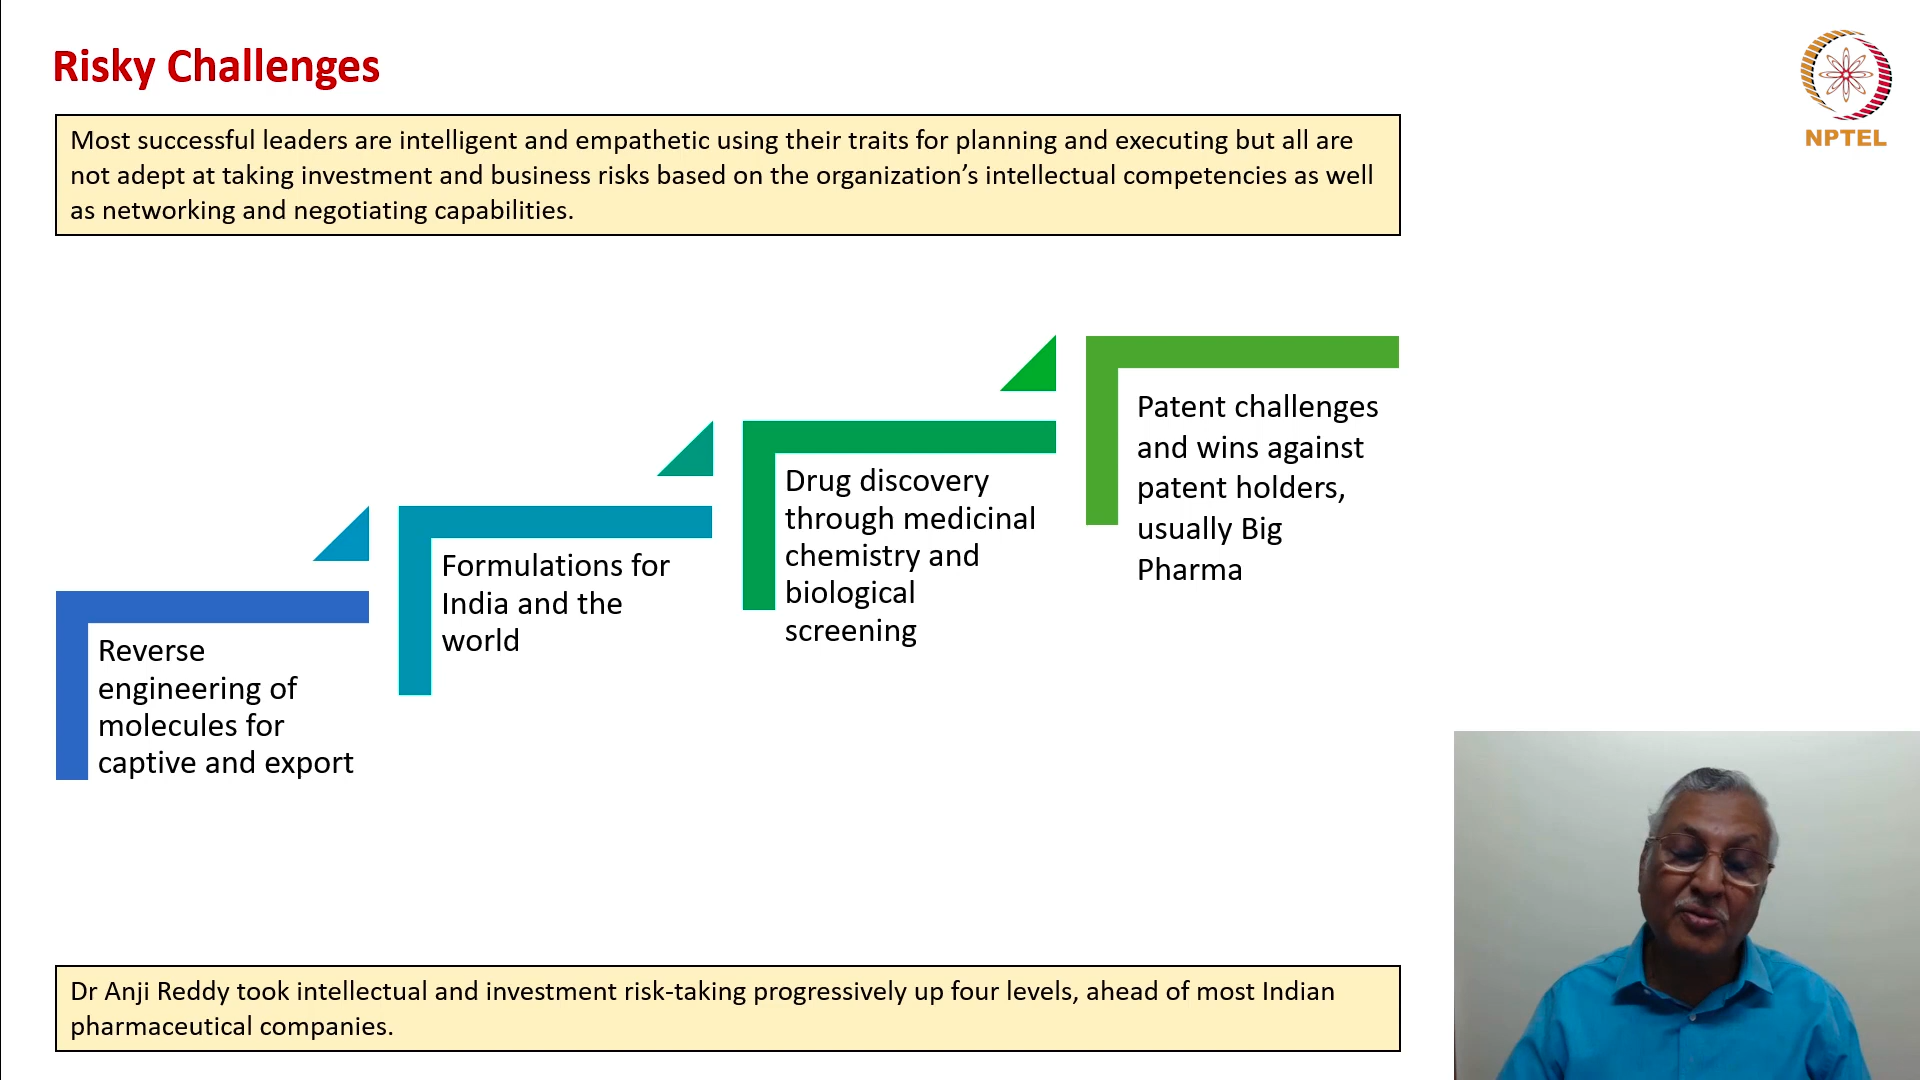 Risky Challenges
NPTEL
Most successful leaders are intelligent and empathetic using their traits for planning and executing but all are
not adept at taking investment and business risks based on the organization’s intellectual competencies as well
as networking and negotiating capabilities.
Reverse
engineering of
molecules for
captive and export
Formulations for
India and the
world
Drug discovery
through medicinal
chemistry and
biological
screening
Patent challenges
and wins against
patent holders,
usually Big
Pharma
Dr Anji Reddy took intellectual and investment risk-taking progressively up four levels, ahead of most Indian
pharmaceutical companies.